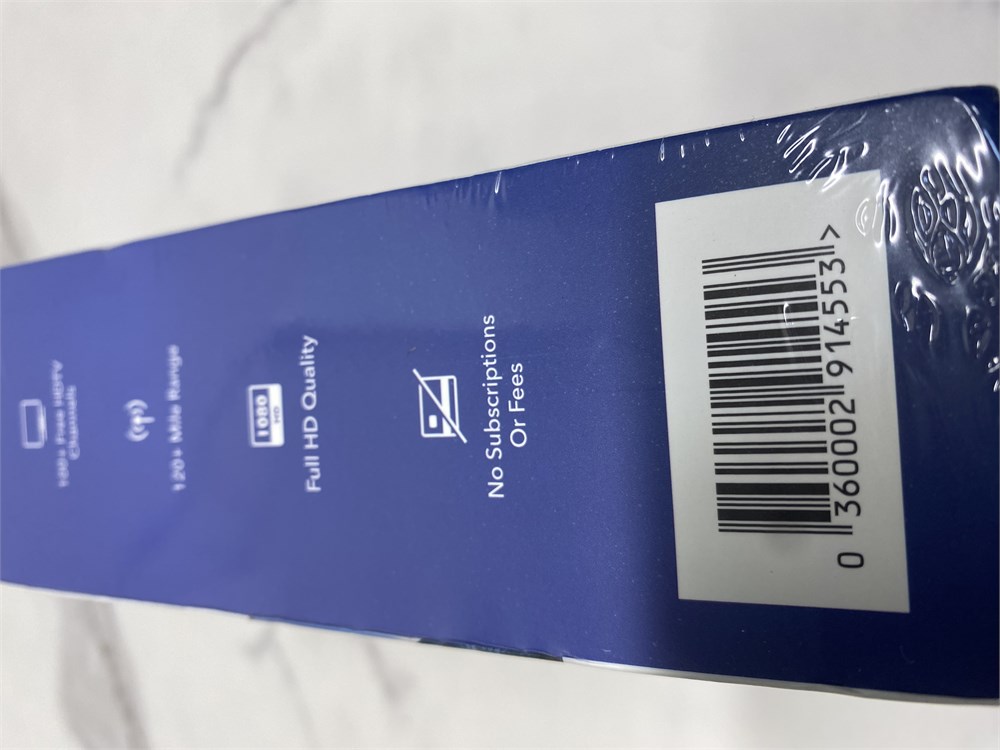 100+ Free HDTV
Channels
120+ Mile Range
1080
HD
Full HD Quality
No Subscriptions
Or Fees
0 360002 914553 >